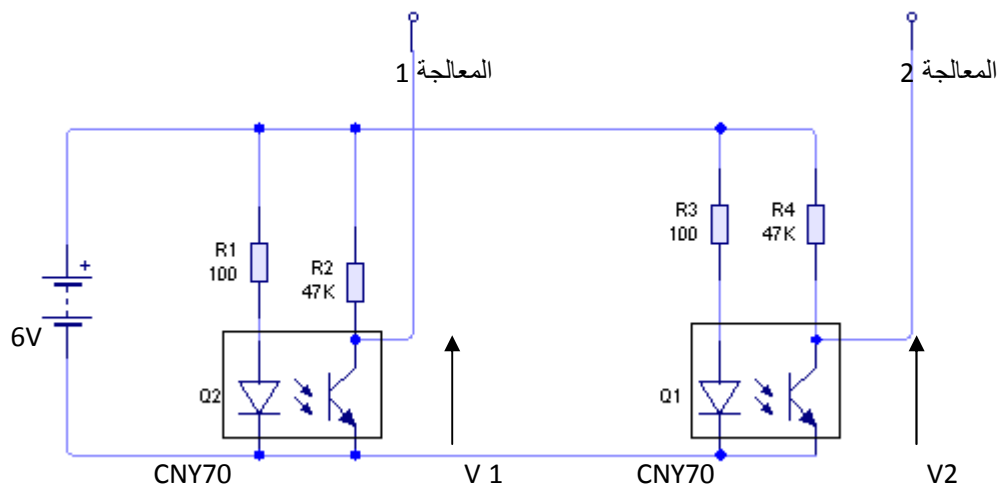 المعالجة 1
المعالجة 2
R1
100
R2
47K
R3
100
R4
47K
+
6V
Q2
Q1
CNY70
V 1
CNY70
V2